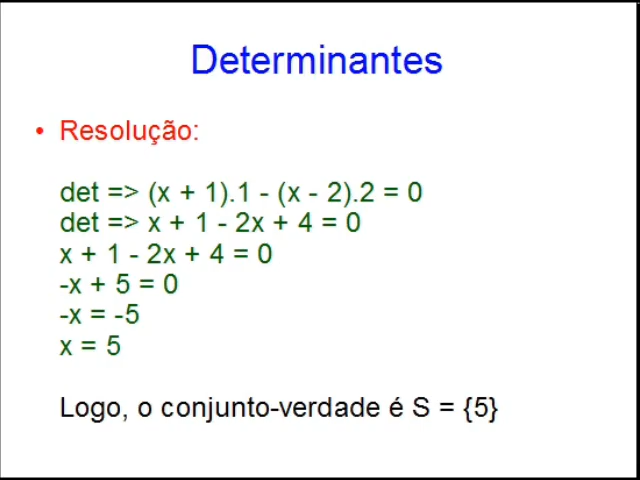 Determinantes
• Resolução:
det => (x + 1).1 - (x - 2).2 = 0
det => x + 1 - 2x + 4 = 0
x + 1 - 2x + 4 = 0
-x + 5 = 0
-x = -5
x = 5
Logo, o conjunto-verdade é S = {5}